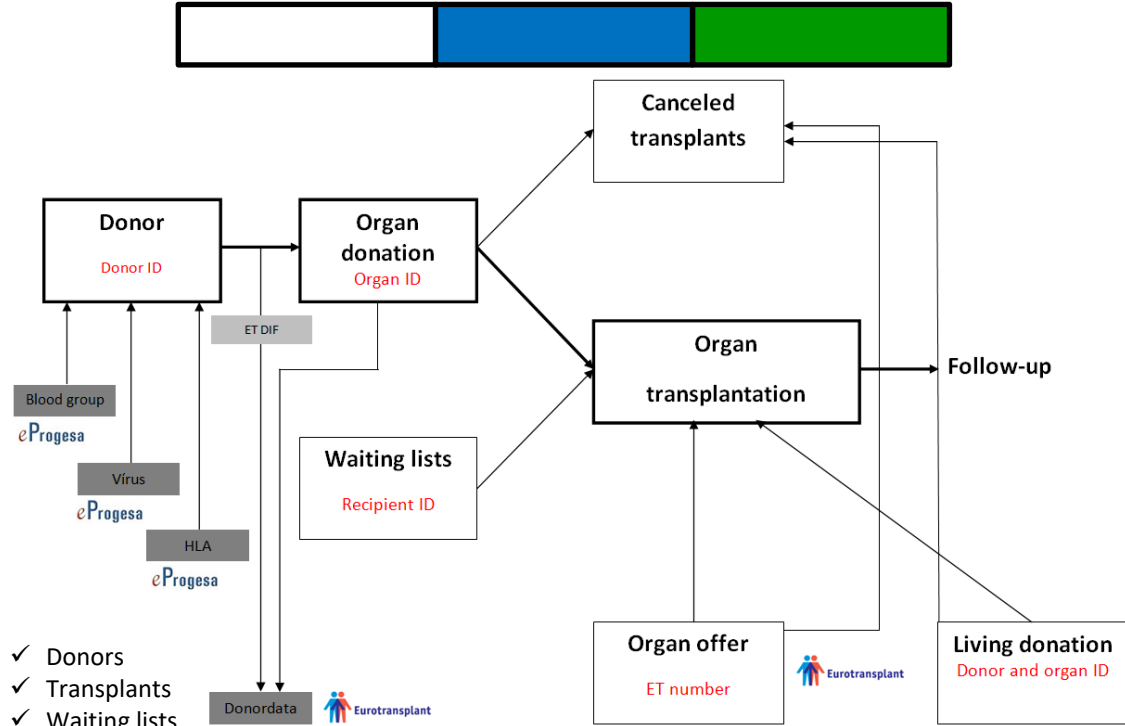 Canceled
transplants
Donor
Donor ID
Organ
donation
Organ ID
ET DIF
Organ
transplantation
Follow-up
Blood group
eProgesa
Vírus
eProgesa
HLA
eProgesa
Waiting lists
Recipient ID
Organ offer
ET number
Eurotransplant
Living donation
Donor and organ ID
✓ Donors
✓ Transplants
✓ Waiting lists
Donordata
Eurotransplant